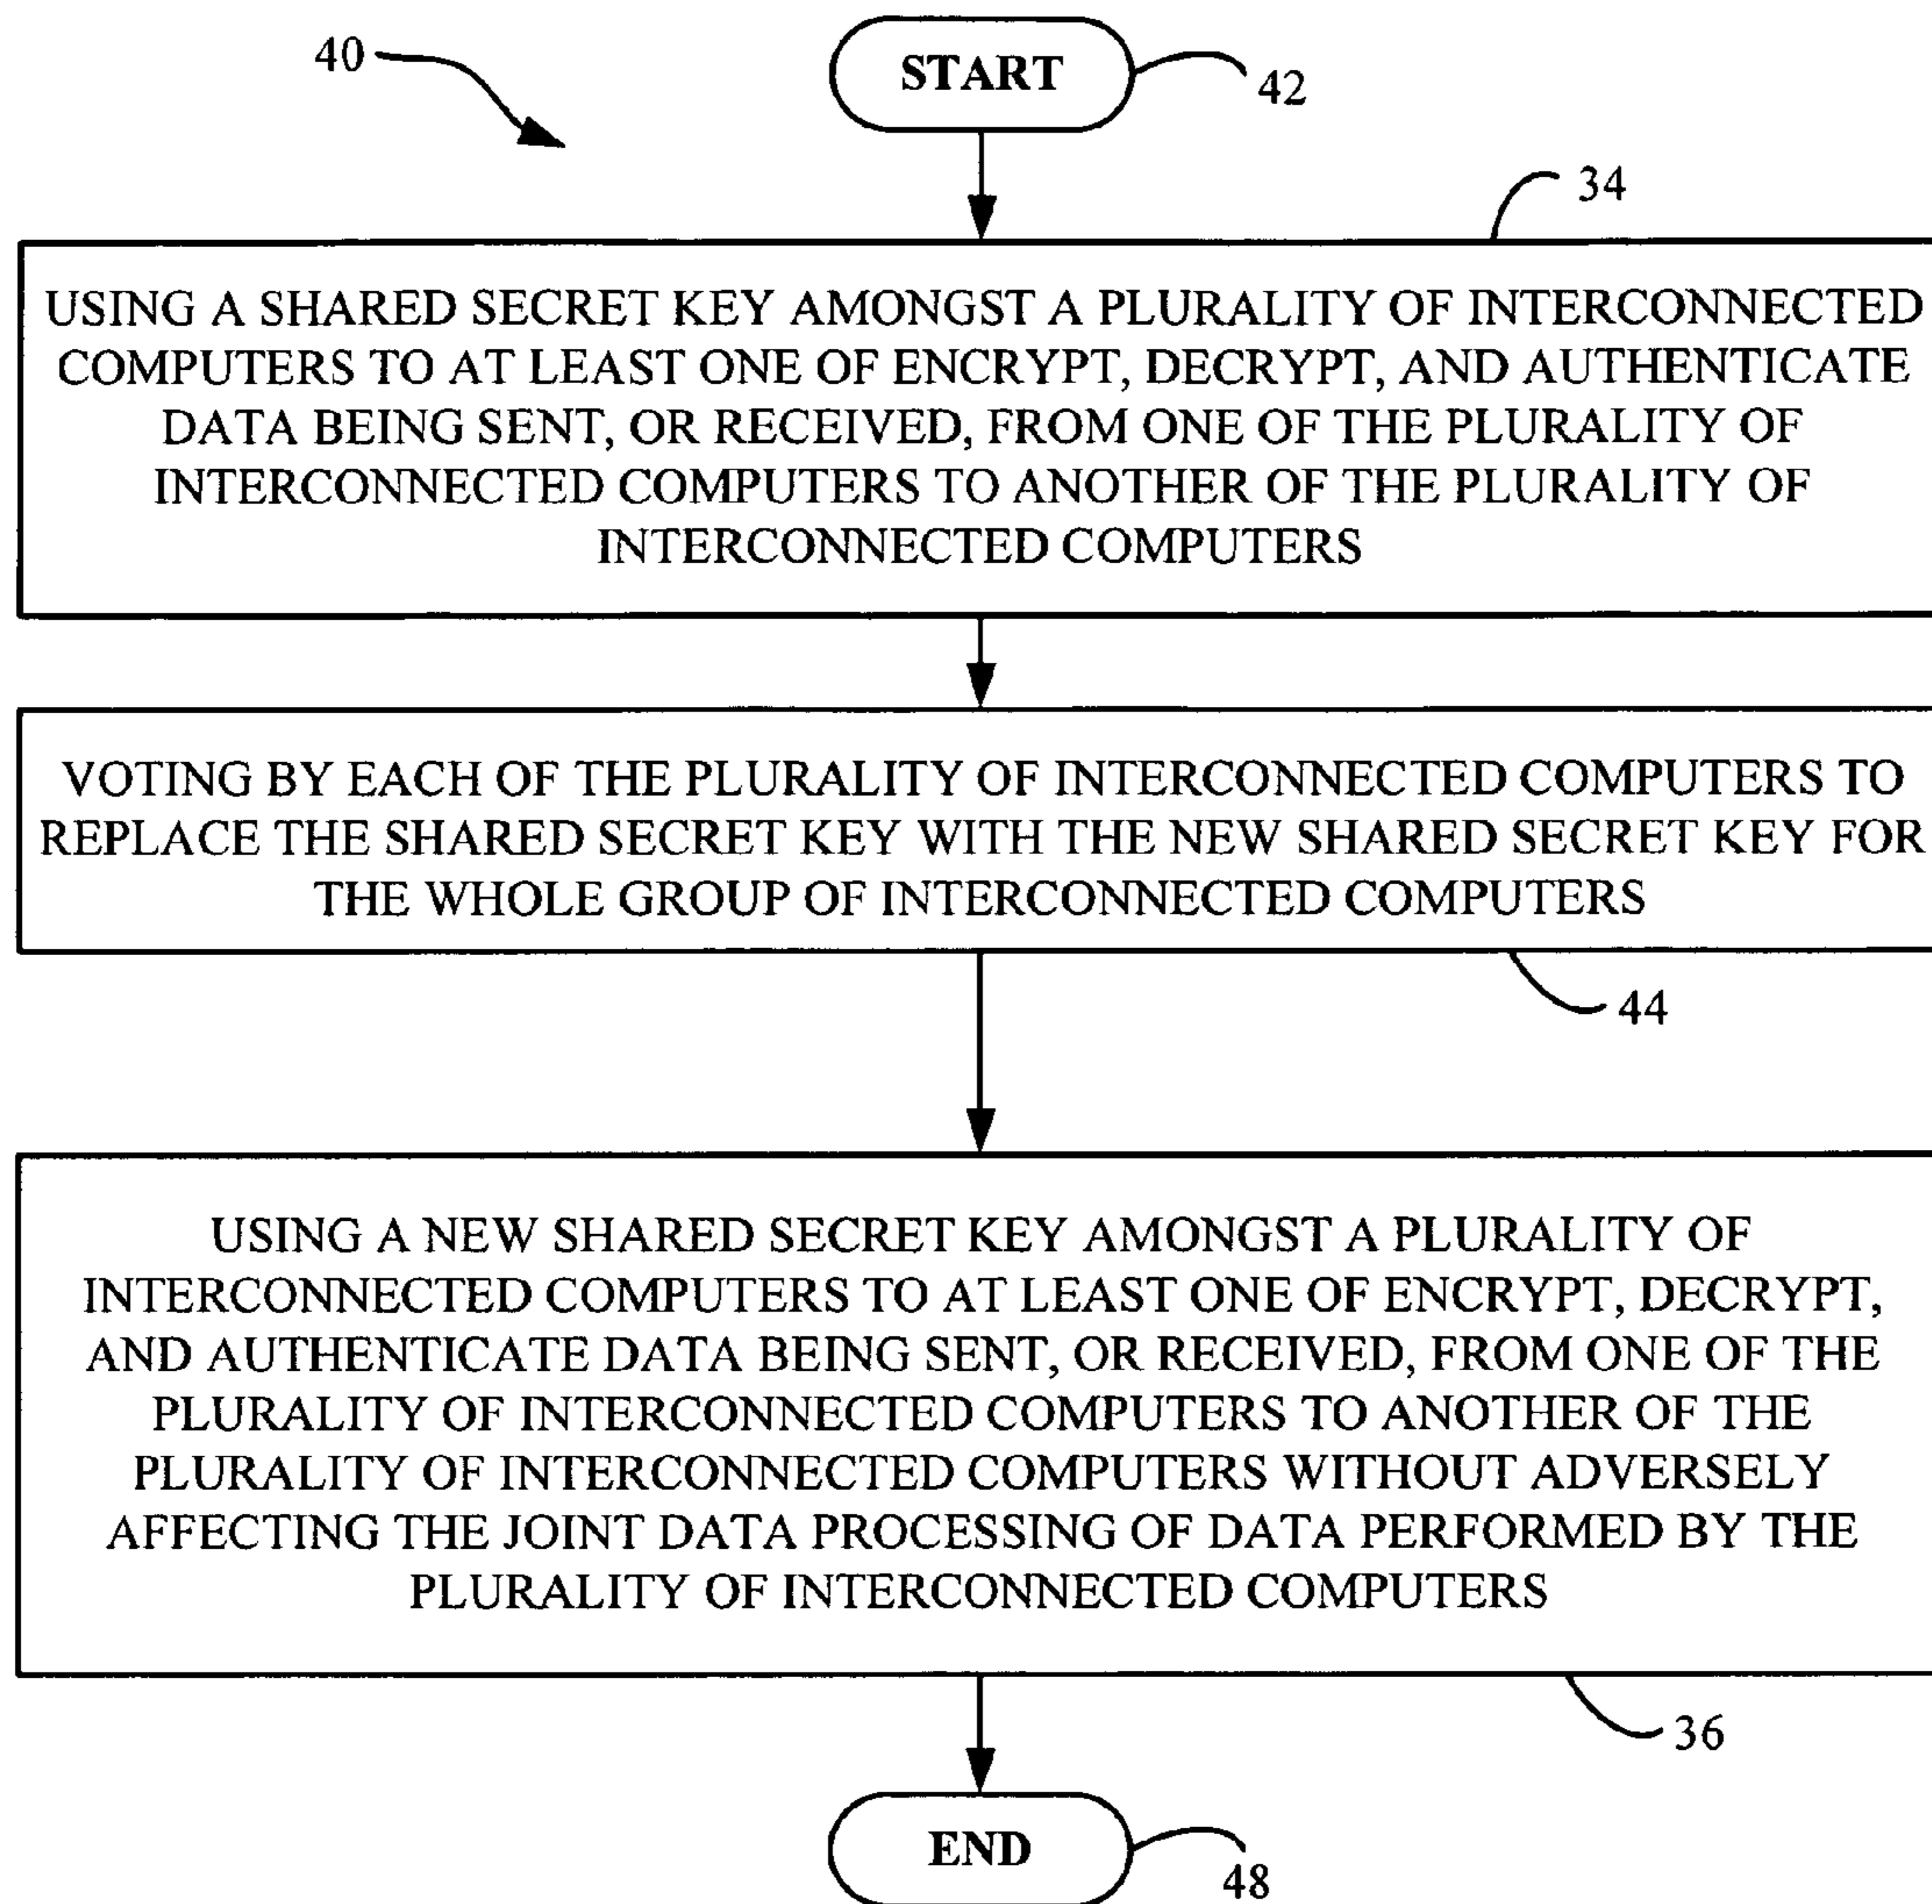 40
START
42
34
USING A SHARED SECRET KEY AMONGST A PLURALITY OF INTERCONNECTED
COMPUTERS TO AT LEAST ONE OF ENCRYPT, DECRYPT, AND AUTHENTICATE
DATA BEING SENT, OR RECEIVED, FROM ONE OF THE PLURALITY OF
INTERCONNECTED COMPUTERS TO ANOTHER OF THE PLURALITY OF
INTERCONNECTED COMPUTERS
VOTING BY EACH OF THE PLURALITY OF INTERCONNECTED COMPUTERS TO
REPLACE THE SHARED SECRET KEY WITH THE NEW SHARED SECRET KEY FOR
THE WHOLE GROUP OF INTERCONNECTED COMPUTERS
44
USING A NEW SHARED SECRET KEY AMONGST A PLURALITY OF
INTERCONNECTED COMPUTERS TO AT LEAST ONE OF ENCRYPT, DECRYPT,
AND AUTHENTICATE DATA BEING SENT, OR RECEIVED, FROM ONE OF THE
PLURALITY OF INTERCONNECTED COMPUTERS TO ANOTHER OF THE
PLURALITY OF INTERCONNECTED COMPUTERS WITHOUT ADVERSELY
AFFECTING THE JOINT DATA PROCESSING OF DATA PERFORMED BY THE
PLURALITY OF INTERCONNECTED COMPUTERS
36
END
48